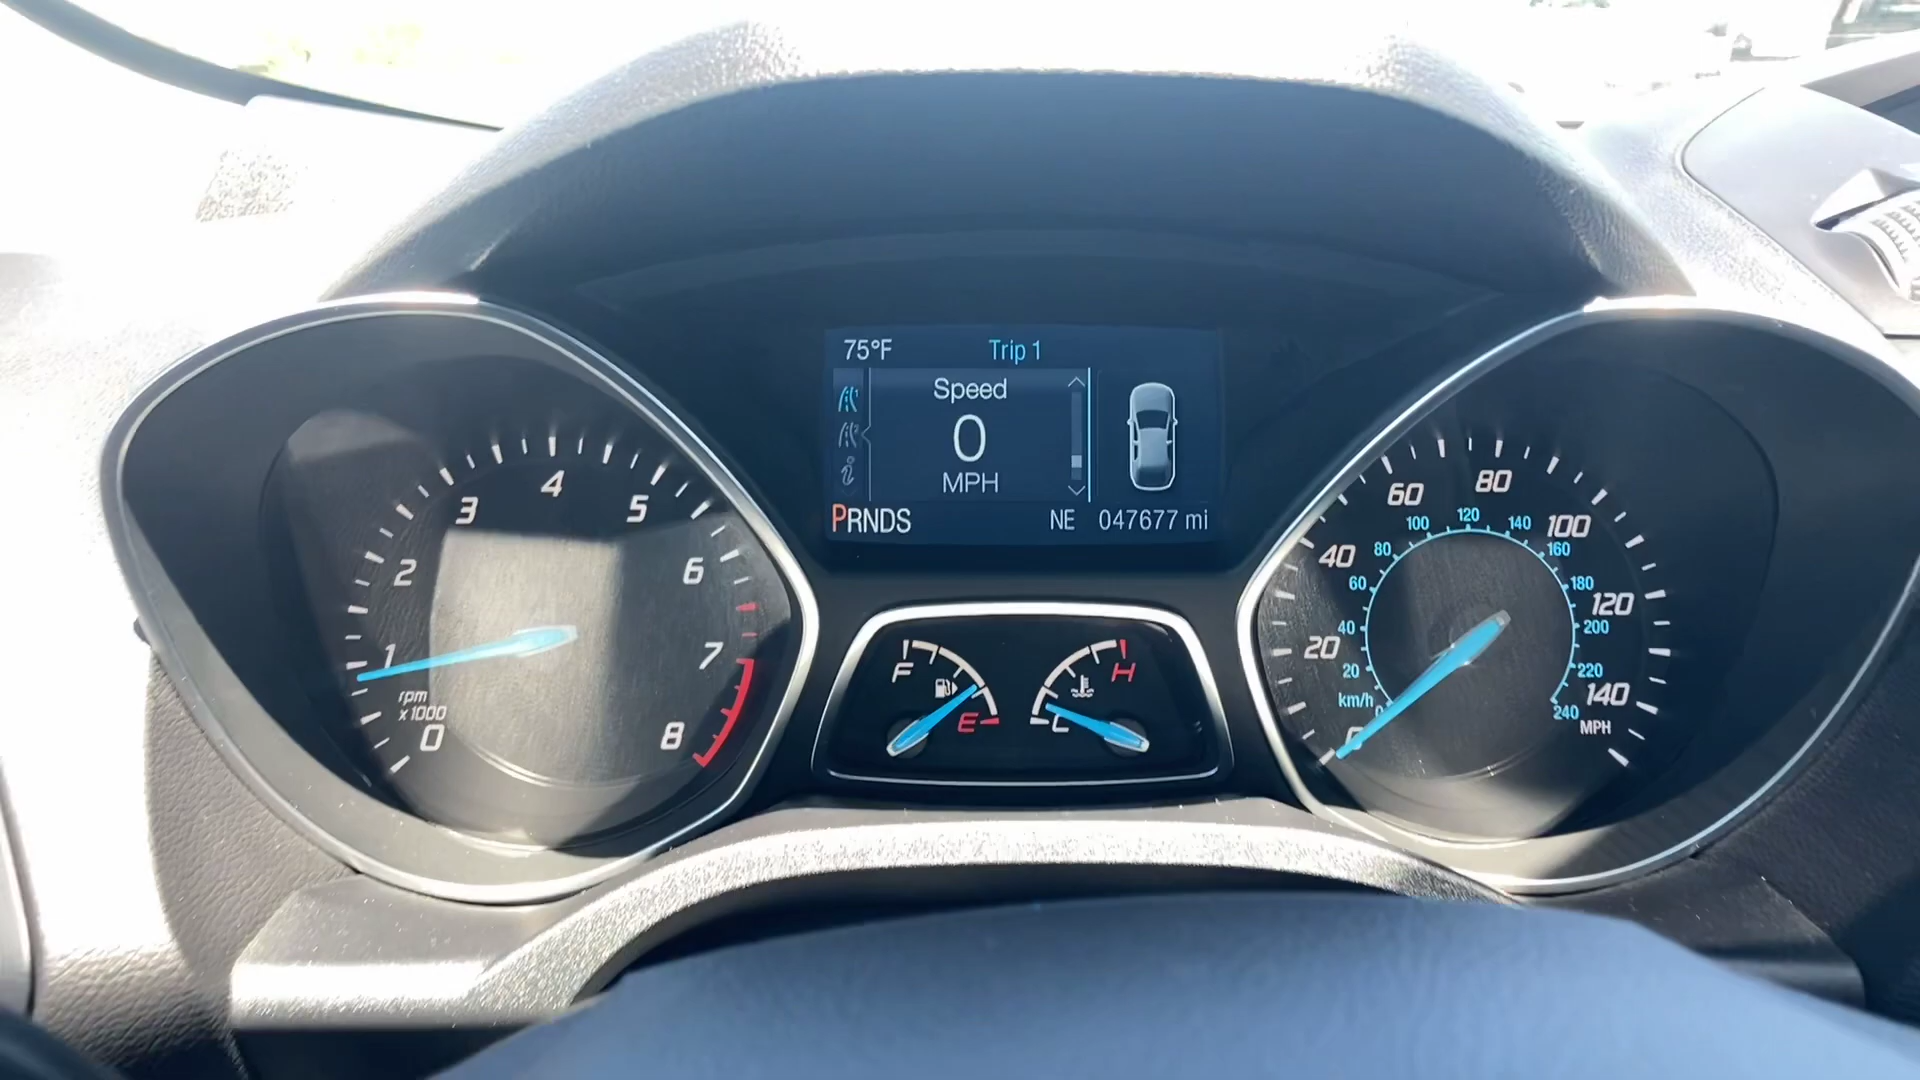 75°F Trip 1
Speed
0
MPH
PRNDS NE 047677 mi
0 1 2 3 4 5 6 7 8
rpm
x1000
F E
C H
0 20 40 60 80 100 120 140
MPH
km/h
0 20 40 60 80 100 120 140 160 180 200 220 240